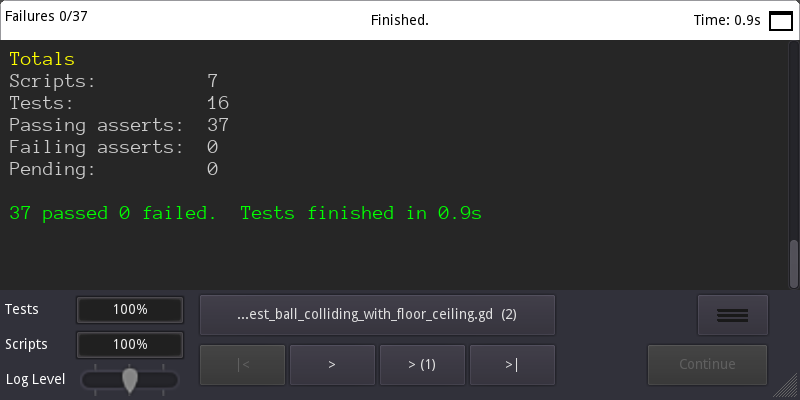 Failures 0/37 Finished. Time: 0.9s
Totals
Scripts: 7
Tests: 16
Passing asserts: 37
Failing asserts: 0
Pending: 0
37 passed 0 failed. Tests finished in 0.9s
Tests 100% ...est_ball_colliding_with_floor_ceiling.gd (2)
Scripts 100% |< > > (1) >| Continue
Log Level